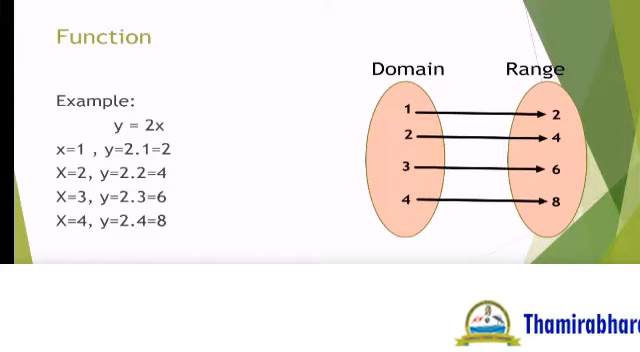 Function
Domain Range
Example:
y = 2x
x=1 , y=2.1=2
X=2, y=2.2=4
X=3, y=2.3=6
X=4, y=2.4=8
1 2
2 4
3 6
4 8
Thamirabhara